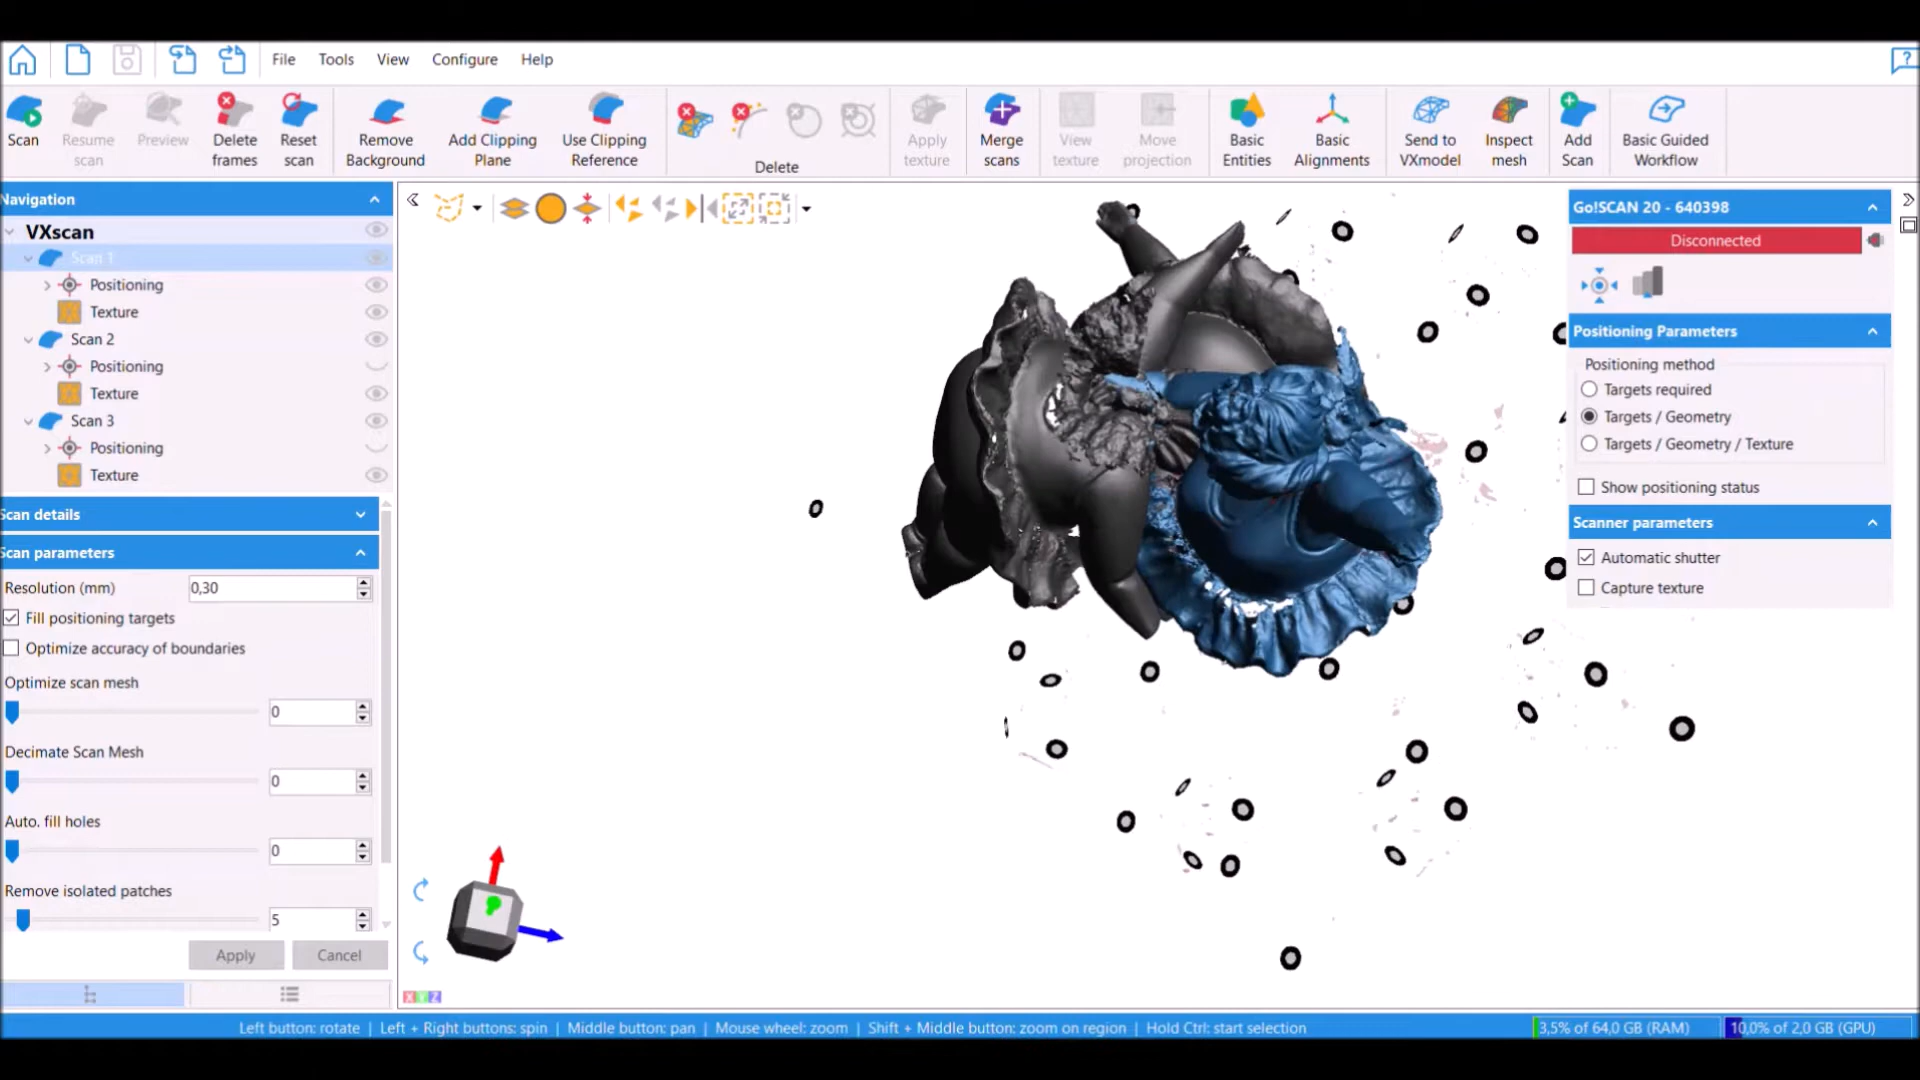 File Tools View Configure Help
Scan
Resume scan
Preview
Delete frames
Reset scan
Remove Background
Add Clipping Plane
Use Clipping Reference
Delete
Apply texture
Merge scans
View texture
Move projection
Basic Entities
Basic Alignments
Send to VXmodel
Inspect mesh
Add Scan
Basic Guided Workflow
Navigation
VXscan
Scan 1
Positioning
Texture
Scan 2
Positioning
Texture
Scan 3
Positioning
Texture
Scan details
Scan parameters
Resolution (mm) 0,30
Fill positioning targets
Optimize accuracy of boundaries
Optimize scan mesh
0
Decimate Scan Mesh
0
Auto. fill holes
0
Remove isolated patches
5
Apply Cancel
X Y Z
Go!SCAN 20 - 640398
Disconnected
Positioning Parameters
Positioning method
Targets required
Targets / Geometry
Targets / Geometry / Texture
Show positioning status
Scanner parameters
Automatic shutter
Capture texture
Left button: rotate | Left + Right buttons: spin | Middle button: pan | Mouse wheel: zoom | Shift + Middle button: zoom on region | Hold Ctrl: start selection
3,5% of 64,0 GB (RAM) 10,0% of 2,0 GB (GPU)